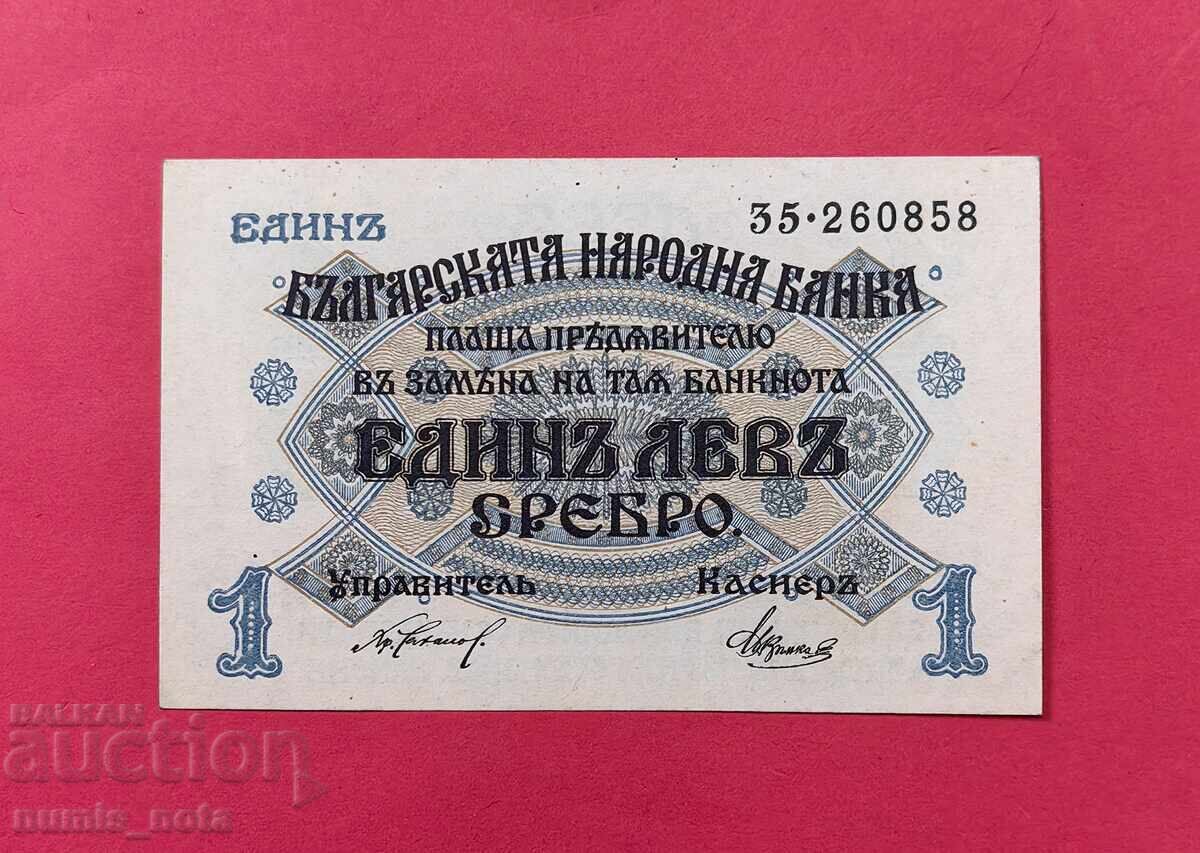 ЕДИНЪ
35·260858
БЪЛГАРСКАТА НАРОДНА БАНКА
ПЛАЩА ПРѢДЯВИТЕЛЮ
ВЪ ЗАМѢНА НА ТАЯ БАНКНОТА
ЕДИНЪ ЛЕВЪ
СРЕБРО.
Управитель Касиеръ
1 1
BALKAN
auction
numis_nota